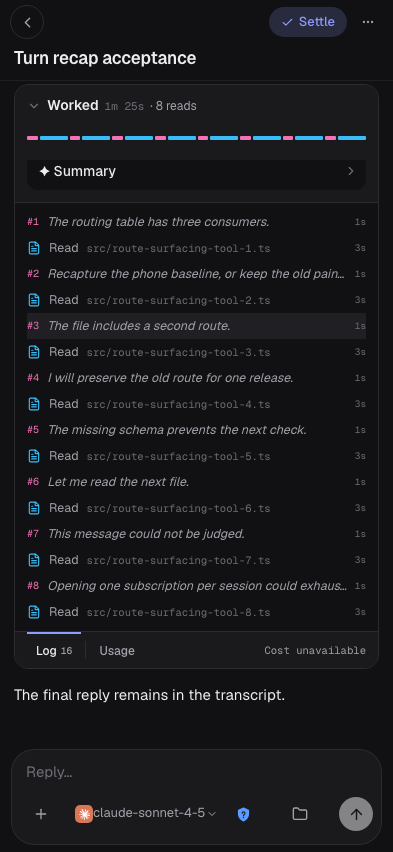 Settle
Turn recap acceptance
Worked 1m 25s · 8 reads
Summary
#1 The routing table has three consumers. 1s
Read src/route-surfacing-tool-1.ts 3s
#2 Recapture the phone baseline, or keep the old pain… 1s
Read src/route-surfacing-tool-2.ts 3s
#3 The file includes a second route. 1s
Read src/route-surfacing-tool-3.ts 3s
#4 I will preserve the old route for one release. 1s
Read src/route-surfacing-tool-4.ts 3s
#5 The missing schema prevents the next check. 1s
Read src/route-surfacing-tool-5.ts 3s
#6 Let me read the next file. 1s
Read src/route-surfacing-tool-6.ts 3s
#7 This message could not be judged. 1s
Read src/route-surfacing-tool-7.ts 3s
#8 Opening one subscription per session could exhaus… 1s
Read src/route-surfacing-tool-8.ts 3s
Log 16 Usage Cost unavailable
The final reply remains in the transcript.
Reply…
claude-sonnet-4-5